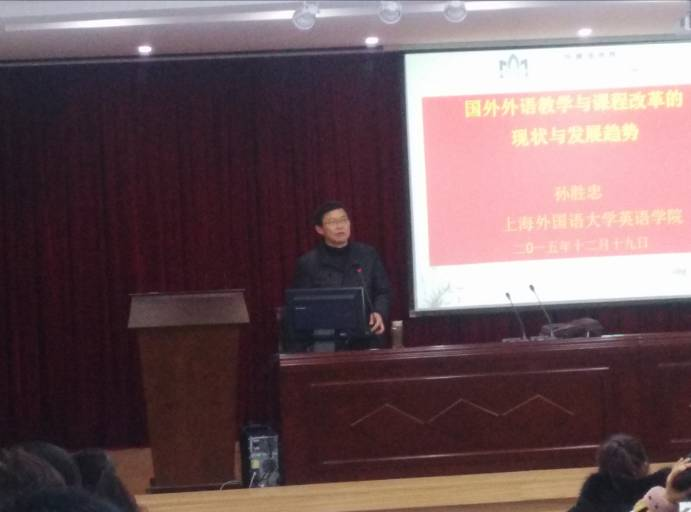 国外外语教学与课程改革的
现状与发展趋势
孙胜忠
上海外国语大学英语学院
二0一五年十二月十九日